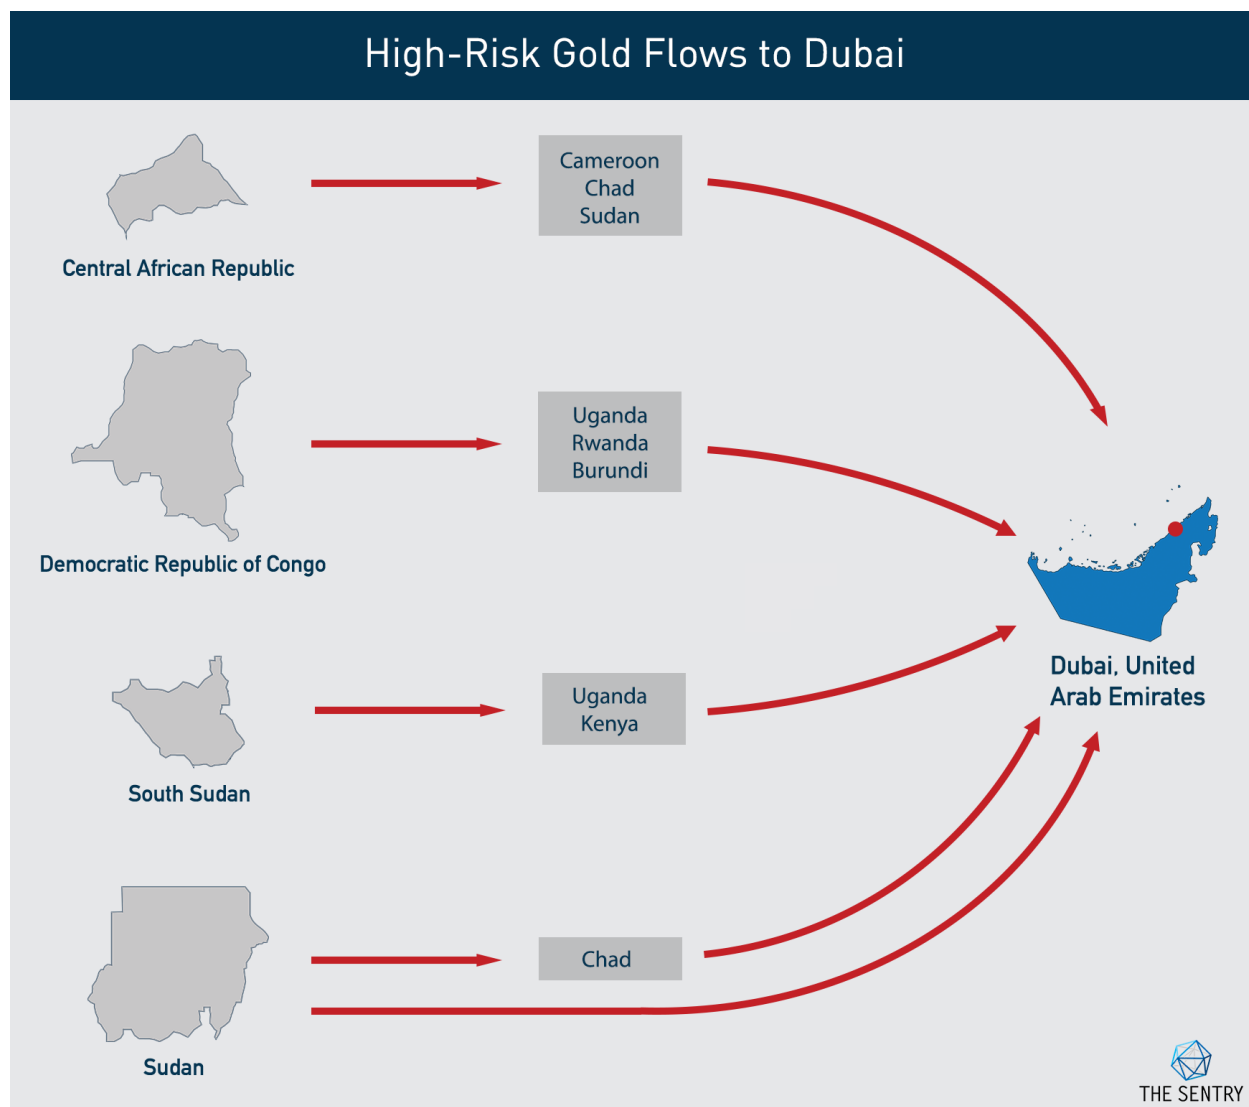 High-Risk Gold Flows to Dubai
Cameroon
Chad
Sudan
Central African Republic
Uganda
Rwanda
Burundi
Democratic Republic of Congo
Dubai, United
Arab Emirates
Uganda
Kenya
South Sudan
Chad
Sudan
THE SENTRY